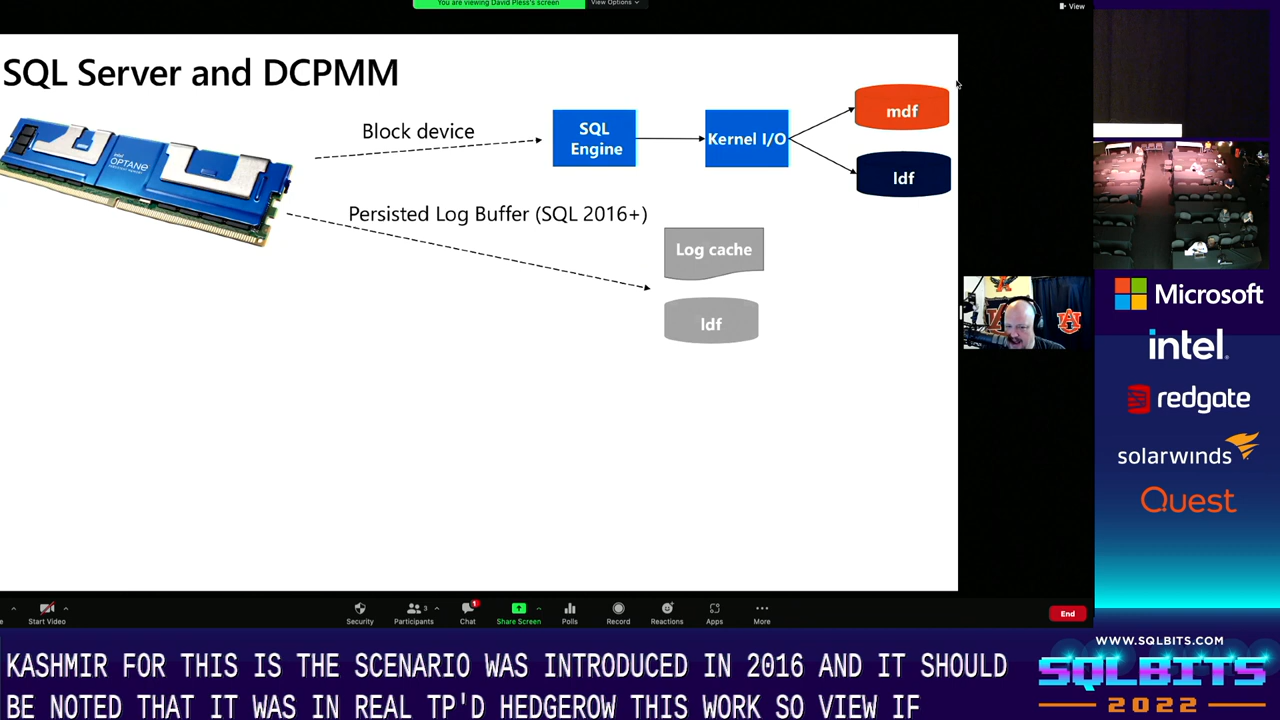 You are viewing David Pless's screen
View Options
View
SQL Server and DCPMM
Block device
SQL
Engine
Kernel I/O
mdf
ldf
intel
OPTANE
Persisted Log Buffer (SQL 2016+)
Log cache
ldf
Microsoft
intel.
redgate
solarwinds
Quest
Start Video
Security
Participants
3
Chat
1
Share Screen
Polls
Record
Reactions
Apps
More
End
WWW.SQLBITS.COM
SQLBITS
2022
KASHMIR FOR THIS IS THE SCENARIO WAS INTRODUCED IN 2016 AND IT SHOULD
BE NOTED THAT IT WAS IN REAL TP'D HEDGEROW THIS WORK SO VIEW IF